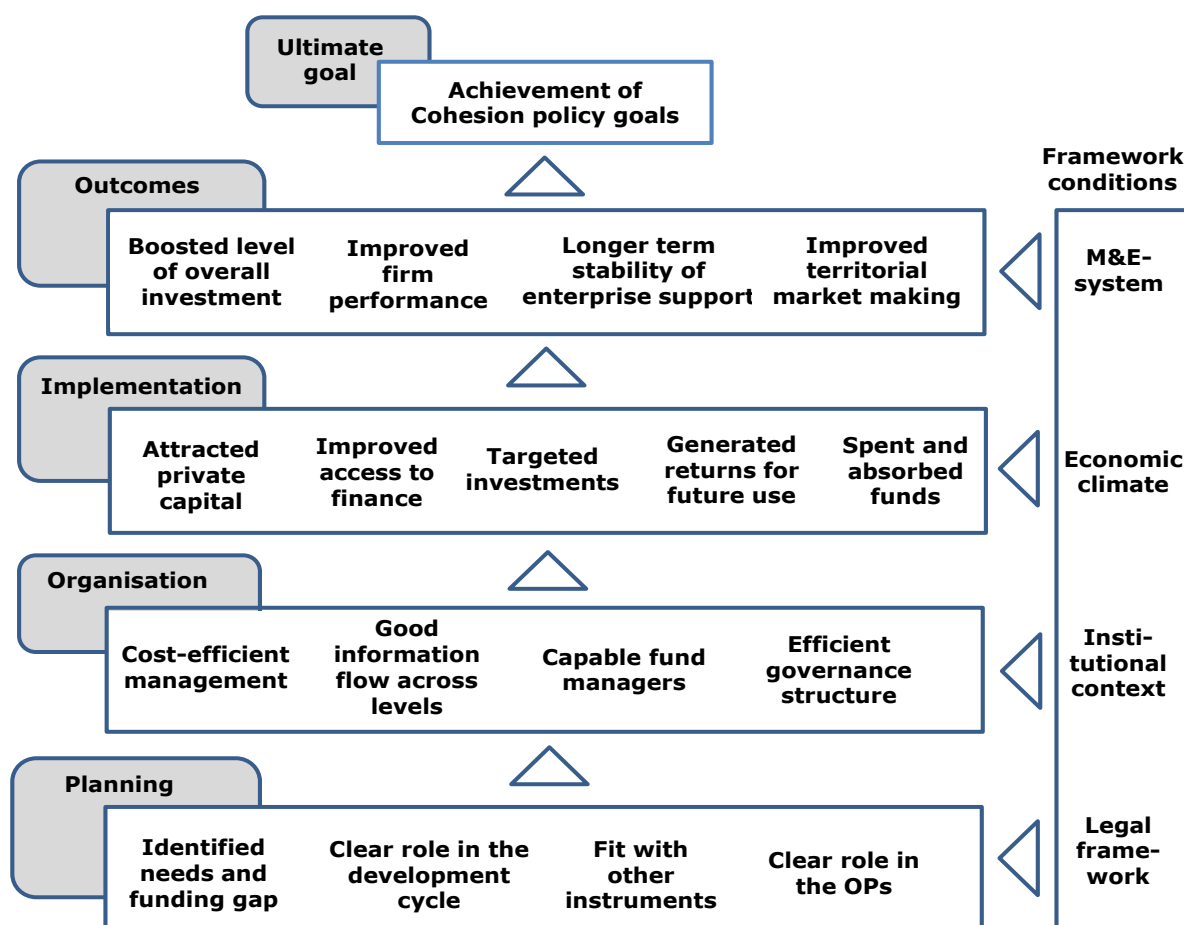 Ultimate
goal
Achievement of
Cohesion policy goals
Framework
conditions
Outcomes
Boosted level
of overall
investment
Improved
firm
performance
Longer term
stability of
enterprise support
Improved
territorial
market making
M&E-
system
Implementation
Attracted
private
capital
Improved
access to
finance
Targeted
investments
Generated
returns for
future use
Spent and
absorbed
funds
Economic
climate
Organisation
Cost-efficient
management
Good
information
flow across
levels
Capable fund
managers
Efficient
governance
structure
Insti-
tutional
context
Planning
Identified
needs and
funding gap
Clear role in the
development
cycle
Fit with
other
instruments
Clear role in
the OPs
Legal
frame-
work